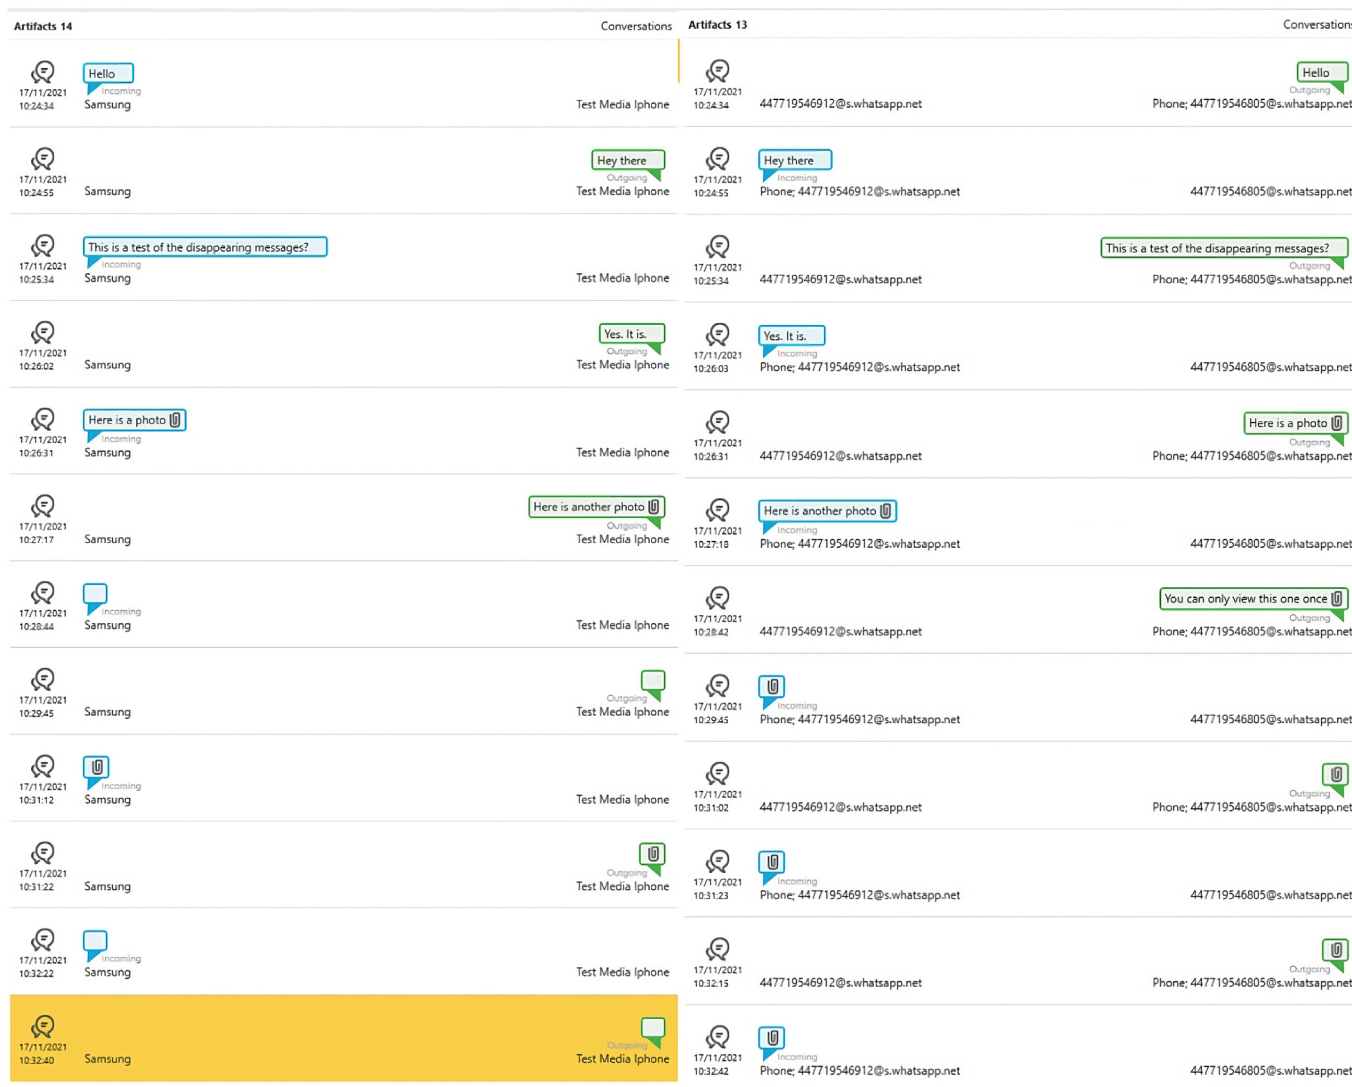 Artifacts 14 Conversations
Hello
Incoming
17/11/2021
10:24:34 Samsung Test Media Iphone
Hey there
Outgoing
17/11/2021
10:24:55 Samsung Test Media Iphone
This is a test of the disappearing messages?
Incoming
17/11/2021
10:25:34 Samsung Test Media Iphone
Yes. It is.
Outgoing
17/11/2021
10:26:02 Samsung Test Media Iphone
Here is a photo
Incoming
17/11/2021
10:26:31 Samsung Test Media Iphone
Here is another photo
Outgoing
17/11/2021
10:27:17 Samsung Test Media Iphone
Incoming
17/11/2021
10:28:44 Samsung Test Media Iphone
Outgoing
17/11/2021
10:29:45 Samsung Test Media Iphone
Incoming
17/11/2021
10:31:12 Samsung Test Media Iphone
Outgoing
17/11/2021
10:31:22 Samsung Test Media Iphone
Incoming
17/11/2021
10:32:22 Samsung Test Media Iphone
Outgoing
17/11/2021
10:32:40 Samsung Test Media Iphone
Artifacts 13 Conversations
Hello
Outgoing
17/11/2021
10:24:34 447719546912@s.whatsapp.net Phone; 447719546805@s.whatsapp.net
Hey there
Incoming
17/11/2021
10:24:55 Phone; 447719546912@s.whatsapp.net 447719546805@s.whatsapp.net
This is a test of the disappearing messages?
Outgoing
17/11/2021
10:25:34 447719546912@s.whatsapp.net Phone; 447719546805@s.whatsapp.net
Yes. It is.
Incoming
17/11/2021
10:26:03 Phone; 447719546912@s.whatsapp.net 447719546805@s.whatsapp.net
Here is a photo
Outgoing
17/11/2021
10:26:31 447719546912@s.whatsapp.net Phone; 447719546805@s.whatsapp.net
Here is another photo
Incoming
17/11/2021
10:27:18 Phone; 447719546912@s.whatsapp.net 447719546805@s.whatsapp.net
You can only view this one once
Outgoing
17/11/2021
10:28:42 447719546912@s.whatsapp.net Phone; 447719546805@s.whatsapp.net
Incoming
17/11/2021
10:29:45 Phone; 447719546912@s.whatsapp.net 447719546805@s.whatsapp.net
Outgoing
17/11/2021
10:31:02 447719546912@s.whatsapp.net Phone; 447719546805@s.whatsapp.net
Incoming
17/11/2021
10:31:23 Phone; 447719546912@s.whatsapp.net 447719546805@s.whatsapp.net
Outgoing
17/11/2021
10:32:15 447719546912@s.whatsapp.net Phone; 447719546805@s.whatsapp.net
Incoming
17/11/2021
10:32:42 Phone; 447719546912@s.whatsapp.net 447719546805@s.whatsapp.net